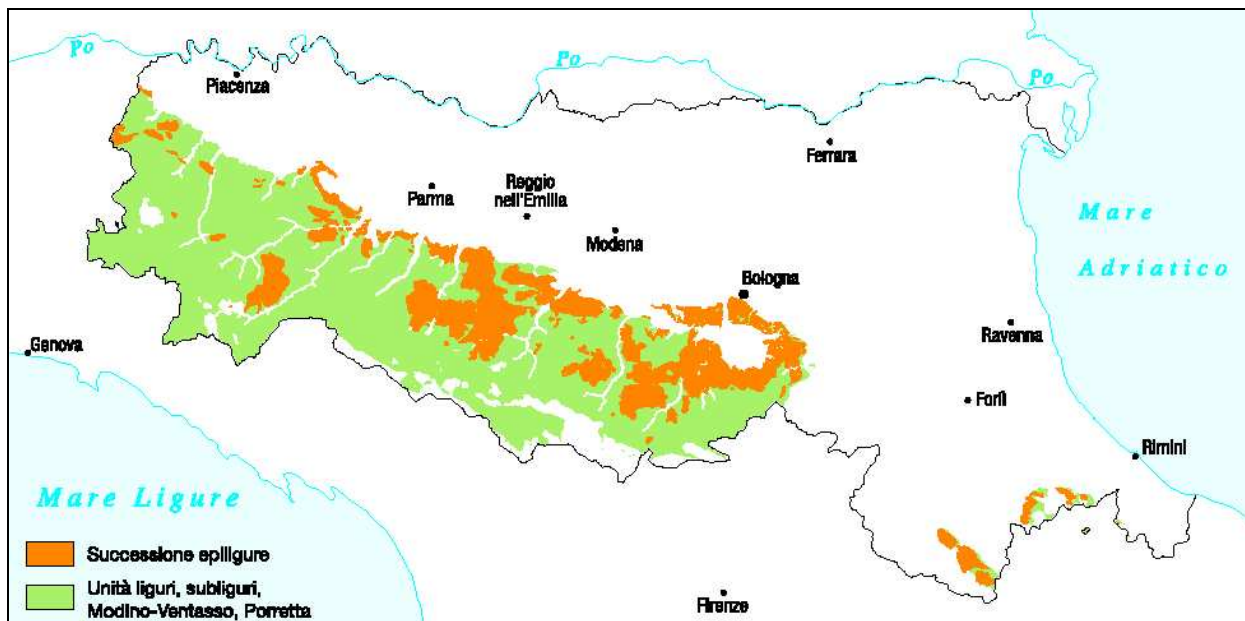 Po
Piacenza
Po
Po
Ferrara
Parma
Reggio
nell'Emilia
Modena
Mare
Adriatico
Bologna
Ravenna
Genova
Forlì
Rimini
Mare Ligure
Successione epiligure
Unità liguri, subliguri,
Modino-Ventasso, Porretta
Firenze